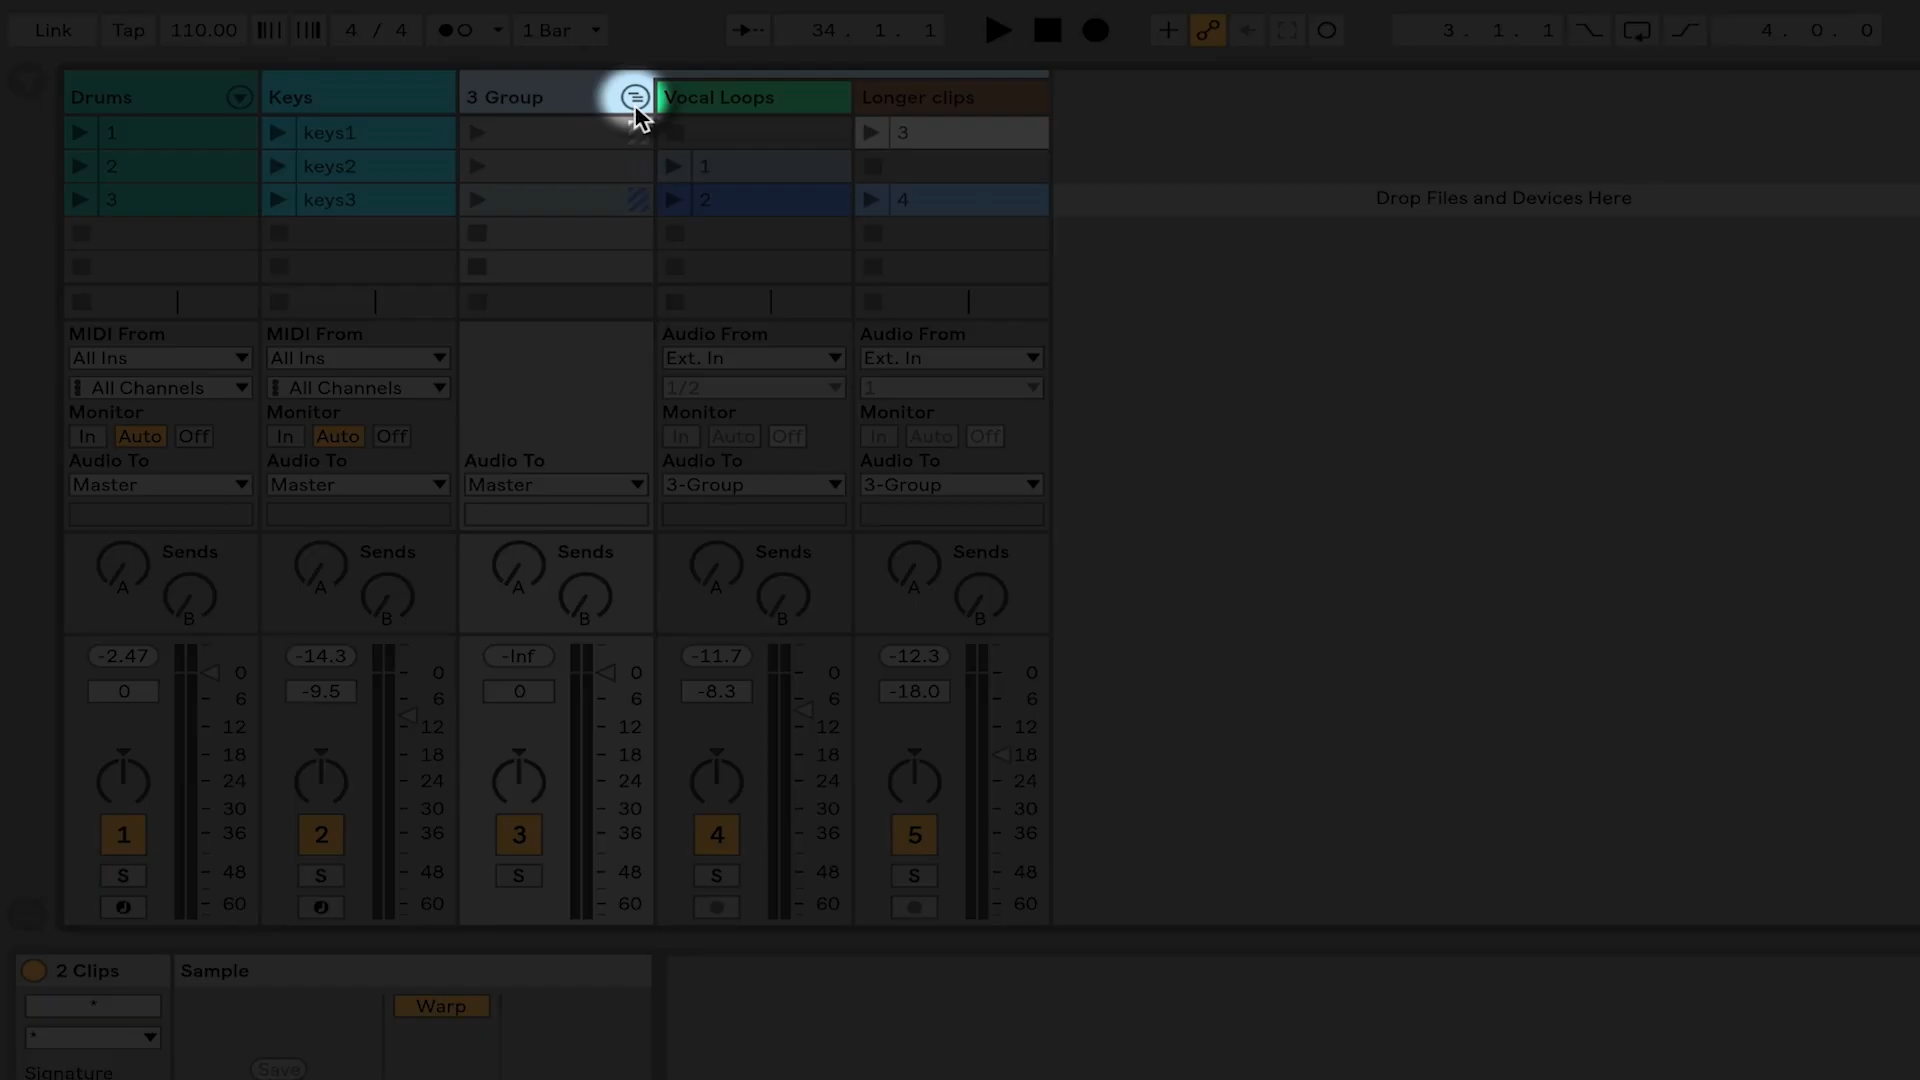 Link Tap 110.00 4 / 4 1 Bar 34. 1. 1 3. 1. 1 4. 0. 0
Drums Keys 3 Group Vocal Loops Longer clips
1 keys1 3
2 keys2 1
3 keys3 2 4
Drop Files and Devices Here
MIDI From MIDI From Audio From Audio From
All Ins All Ins Ext. In Ext. In
All Channels All Channels 1/2 1
Monitor Monitor Monitor Monitor
In Auto Off In Auto Off In Auto Off In Auto Off
Audio To Audio To Audio To Audio To Audio To
Master Master Master 3-Group 3-Group
Sends Sends Sends Sends Sends
A A A A A
B B B B B
-2.47 -14.3 -Inf -11.7 -12.3
0 0 0 0 0
0 -9.5 0 -8.3 -18.0
6 6 6 6 6
12 12 12 12 12
18 18 18 18 18
24 24 24 24 24
30 30 30 30 30
1 36 2 36 3 36 4 36 5 36
S 48 S 48 S 48 S 48 S 48
60 60 60 60 60
2 Clips Sample
* Warp
*
Signature Save